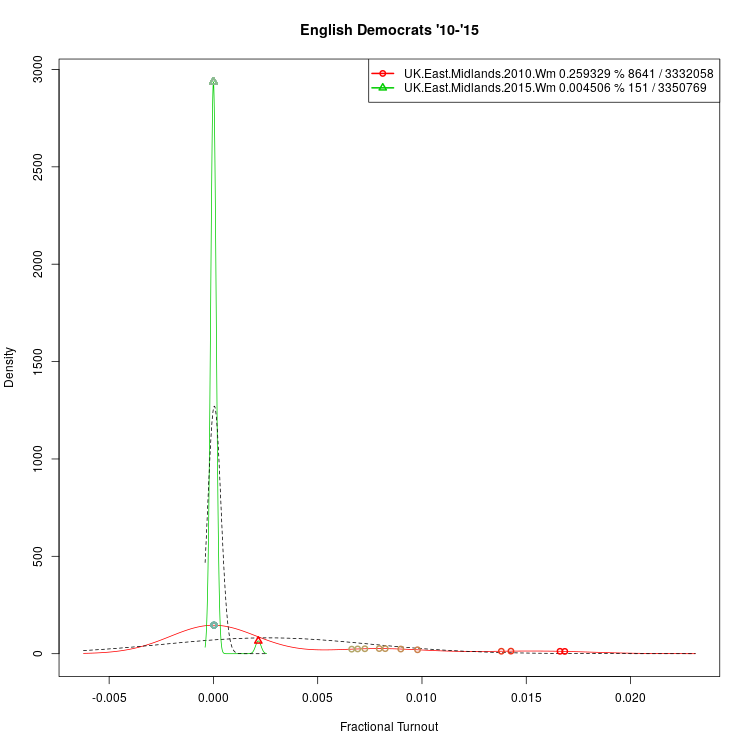 English Democrats '10-'15
UK.East.Midlands.2010.Wm 0.259329 % 8641 / 3332058
UK.East.Midlands.2015.Wm 0.004506 % 151 / 3350769
3000
2500
2000
1500
1000
500
0
Density
-0.005 0.000 0.005 0.010 0.015 0.020
Fractional Turnout